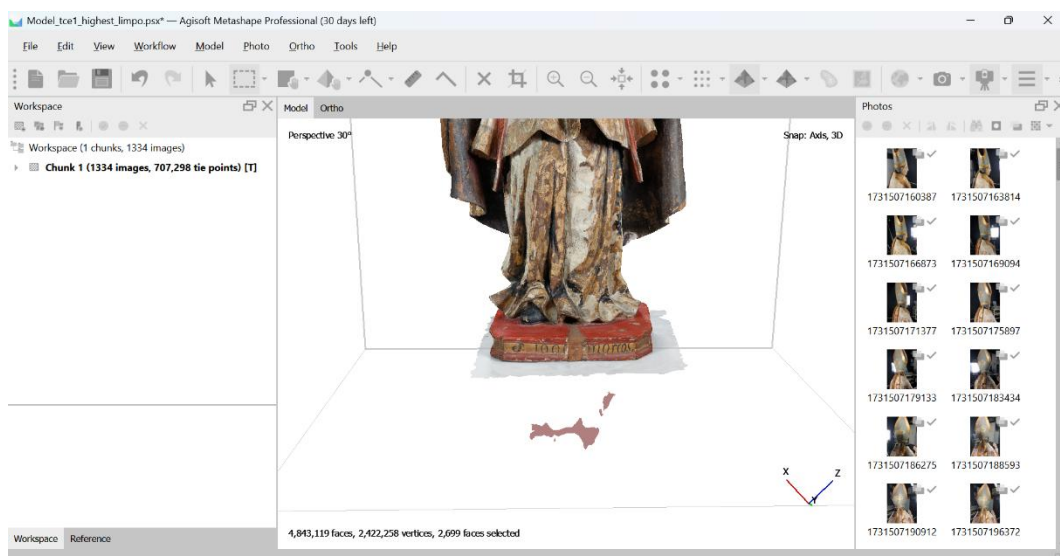 Model_tce1_highest_limpo.psx* — Agisoft Metashape Professional (30 days left)
File Edit View Workflow Model Photo Ortho Tools Help
Workspace
Workspace (1 chunks, 1334 images)
Chunk 1 (1334 images, 707,298 tie points) [T]
Model Ortho
Perspective 30°
Snap: Axis, 3D
X Z
Y
4,843,119 faces, 2,422,258 vertices, 2,699 faces selected
Photos
1731507160387 1731507163814
1731507166873 1731507169094
1731507171377 1731507175897
1731507179133 1731507183434
1731507186275 1731507188593
1731507190912 1731507196372
Workspace Reference